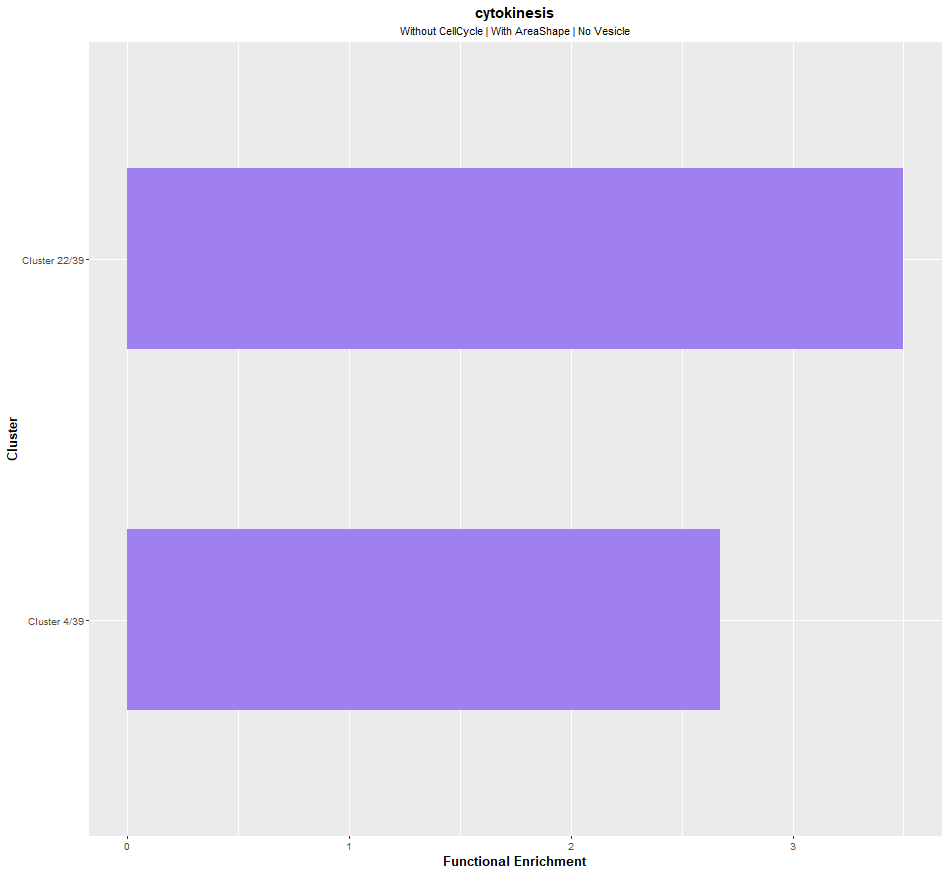 cytokinesis
Without CellCycle | With AreaShape | No Vesicle
Cluster
Cluster 22/39
Cluster 4/39
0 1 2 3
Functional Enrichment